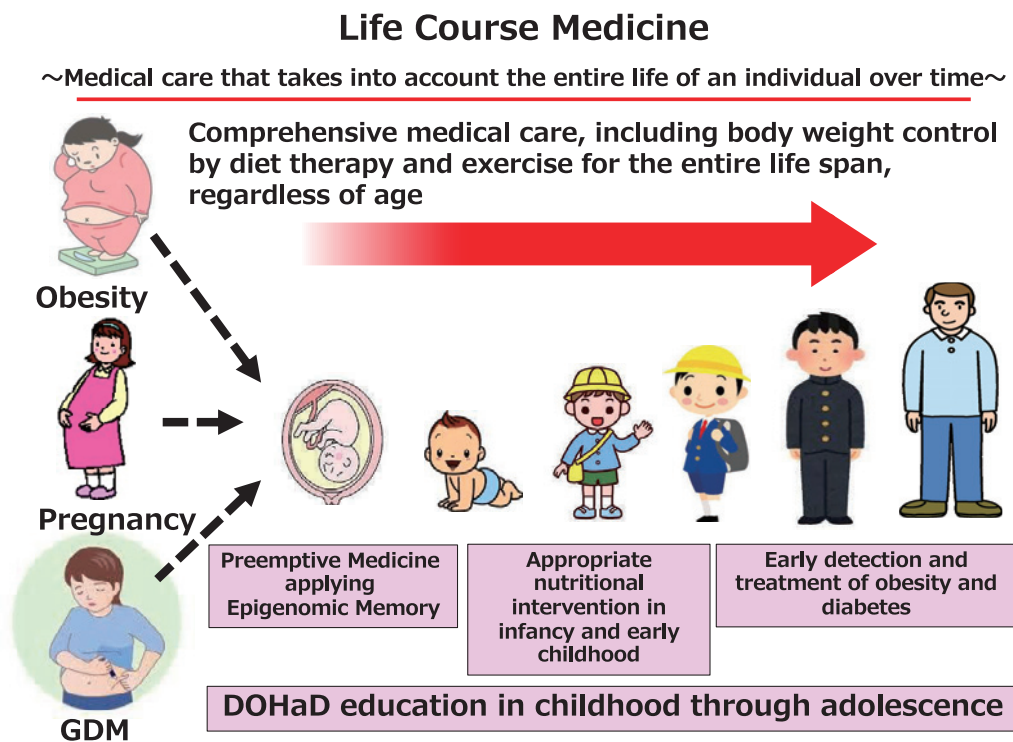 Life Course Medicine
～Medical care that takes into account the entire life of an individual over time～
Comprehensive medical care, including body weight control
by diet therapy and exercise for the entire life span,
regardless of age
Obesity
Pregnancy
GDM
Preemptive Medicine
applying
Epigenomic Memory
Appropriate
nutritional
intervention in
infancy and early
childhood
Early detection and
treatment of obesity and
diabetes
DOHaD education in childhood through adolescence